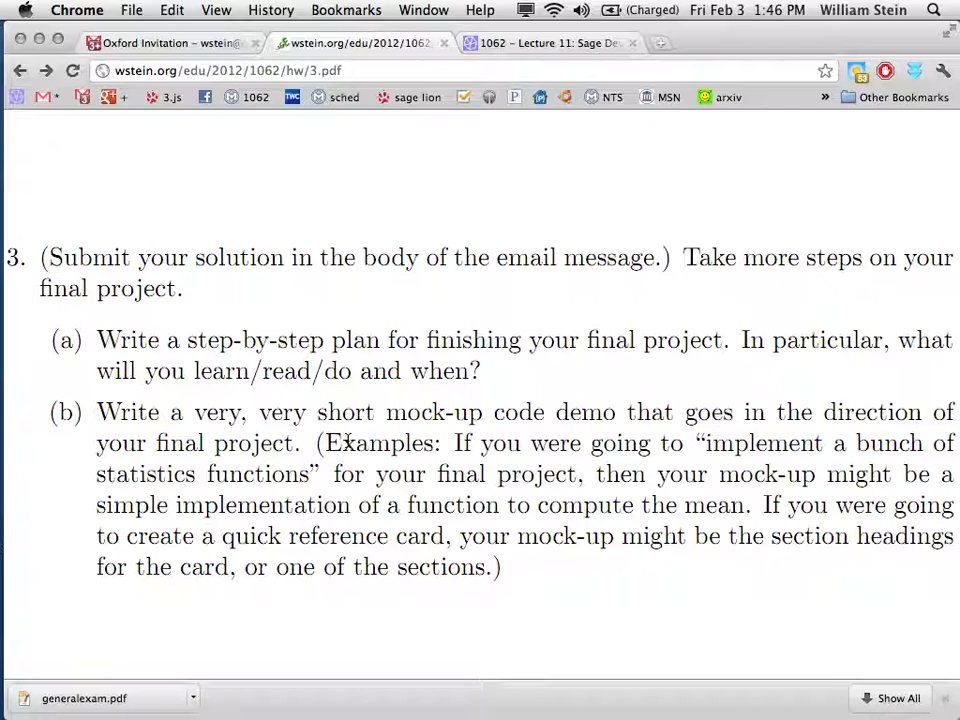 Chrome File Edit View History Bookmarks Window Help (Charged) Fri Feb 3 1:46 PM William Stein
Oxford Invitation – wstein@ wstein.org/edu/2012/1062 1062 – Lecture 11: Sage De
wstein.org/edu/2012/1062/hw/3.pdf
+ 3.js 1062 sched sage lion NTS MSN arxiv » Other Bookmarks
3. (Submit your solution in the body of the email message.) Take more steps on your
final project.
(a) Write a step-by-step plan for finishing your final project. In particular, what
will you learn/read/do and when?
(b) Write a very, very short mock-up code demo that goes in the direction of
your final project. (Examples: If you were going to “implement a bunch of
statistics functions” for your final project, then your mock-up might be a
simple implementation of a function to compute the mean. If you were going
to create a quick reference card, your mock-up might be the section headings
for the card, or one of the sections.)
generalexam.pdf Show All